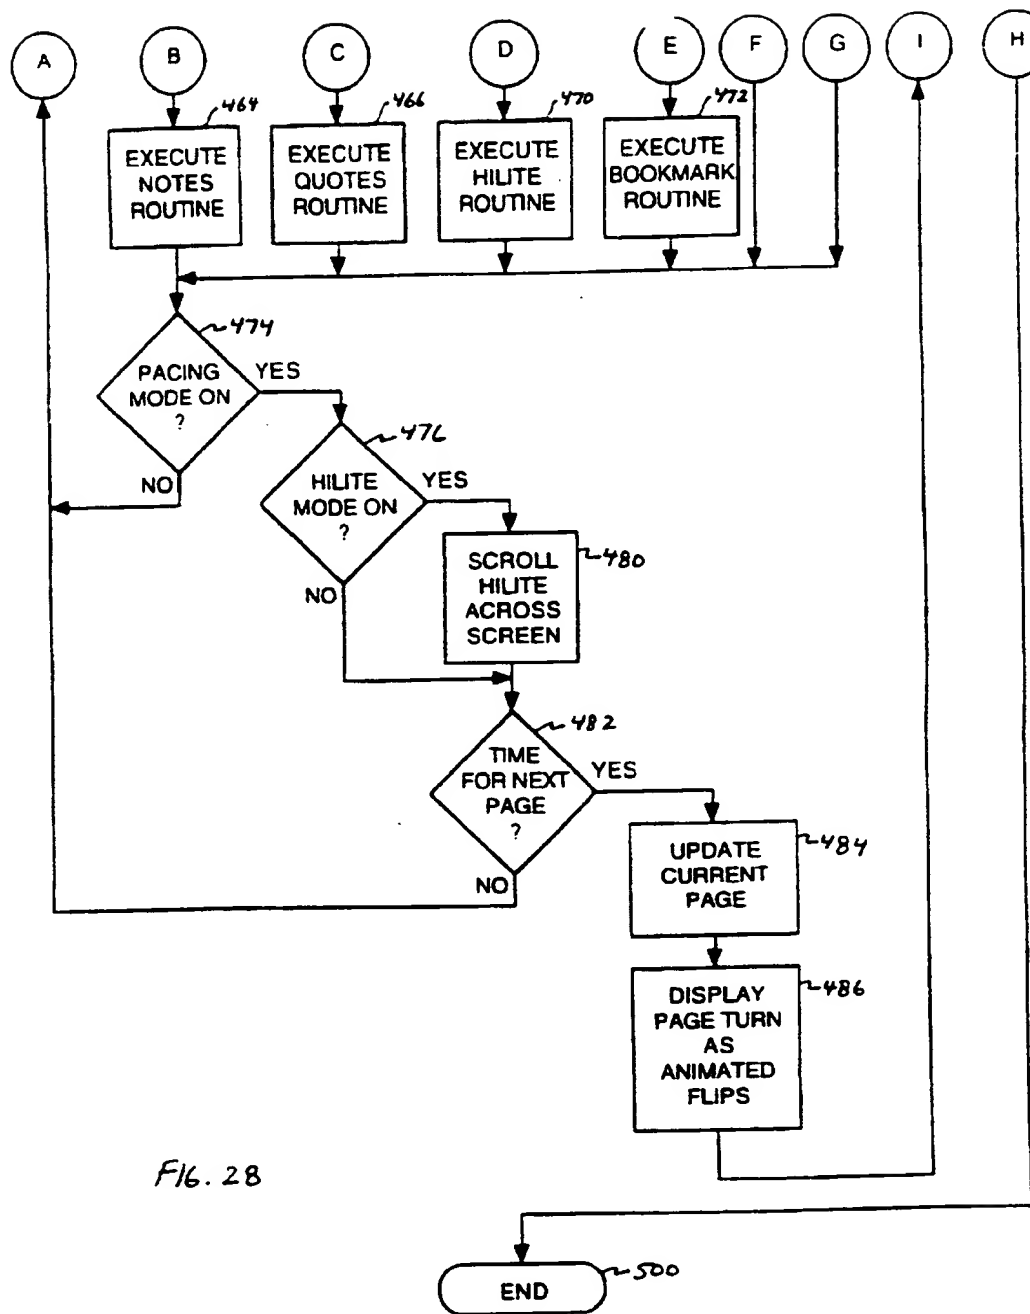 A B C D E F G I H
464 466 470 472
EXECUTE
NOTES
ROUTINE
EXECUTE
QUOTES
ROUTINE
EXECUTE
HILITE
ROUTINE
EXECUTE
BOOKMARK
ROUTINE
474
PACING
MODE ON
?
YES
NO
476
HILITE
MODE ON
?
YES
NO
480
SCROLL
HILITE
ACROSS
SCREEN
482
TIME
FOR NEXT
PAGE
?
YES
NO
484
UPDATE
CURRENT
PAGE
486
DISPLAY
PAGE TURN
AS
ANIMATED
FLIPS
FIG. 28
END
500